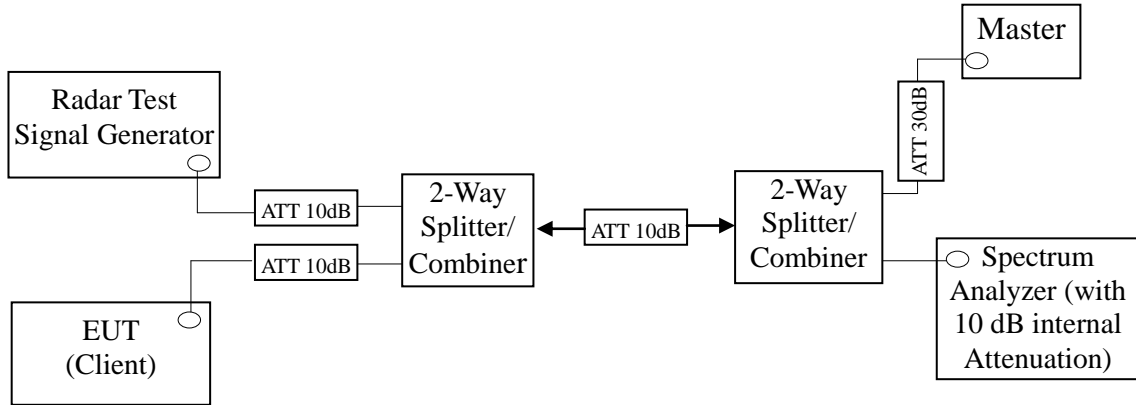 Master
Radar Test
Signal Generator
ATT 30dB
ATT 10dB
2-Way
Splitter/
Combiner
ATT 10dB
2-Way
Splitter/
Combiner
ATT 10dB
EUT
(Client)
Spectrum
Analyzer (with
10 dB internal
Attenuation)